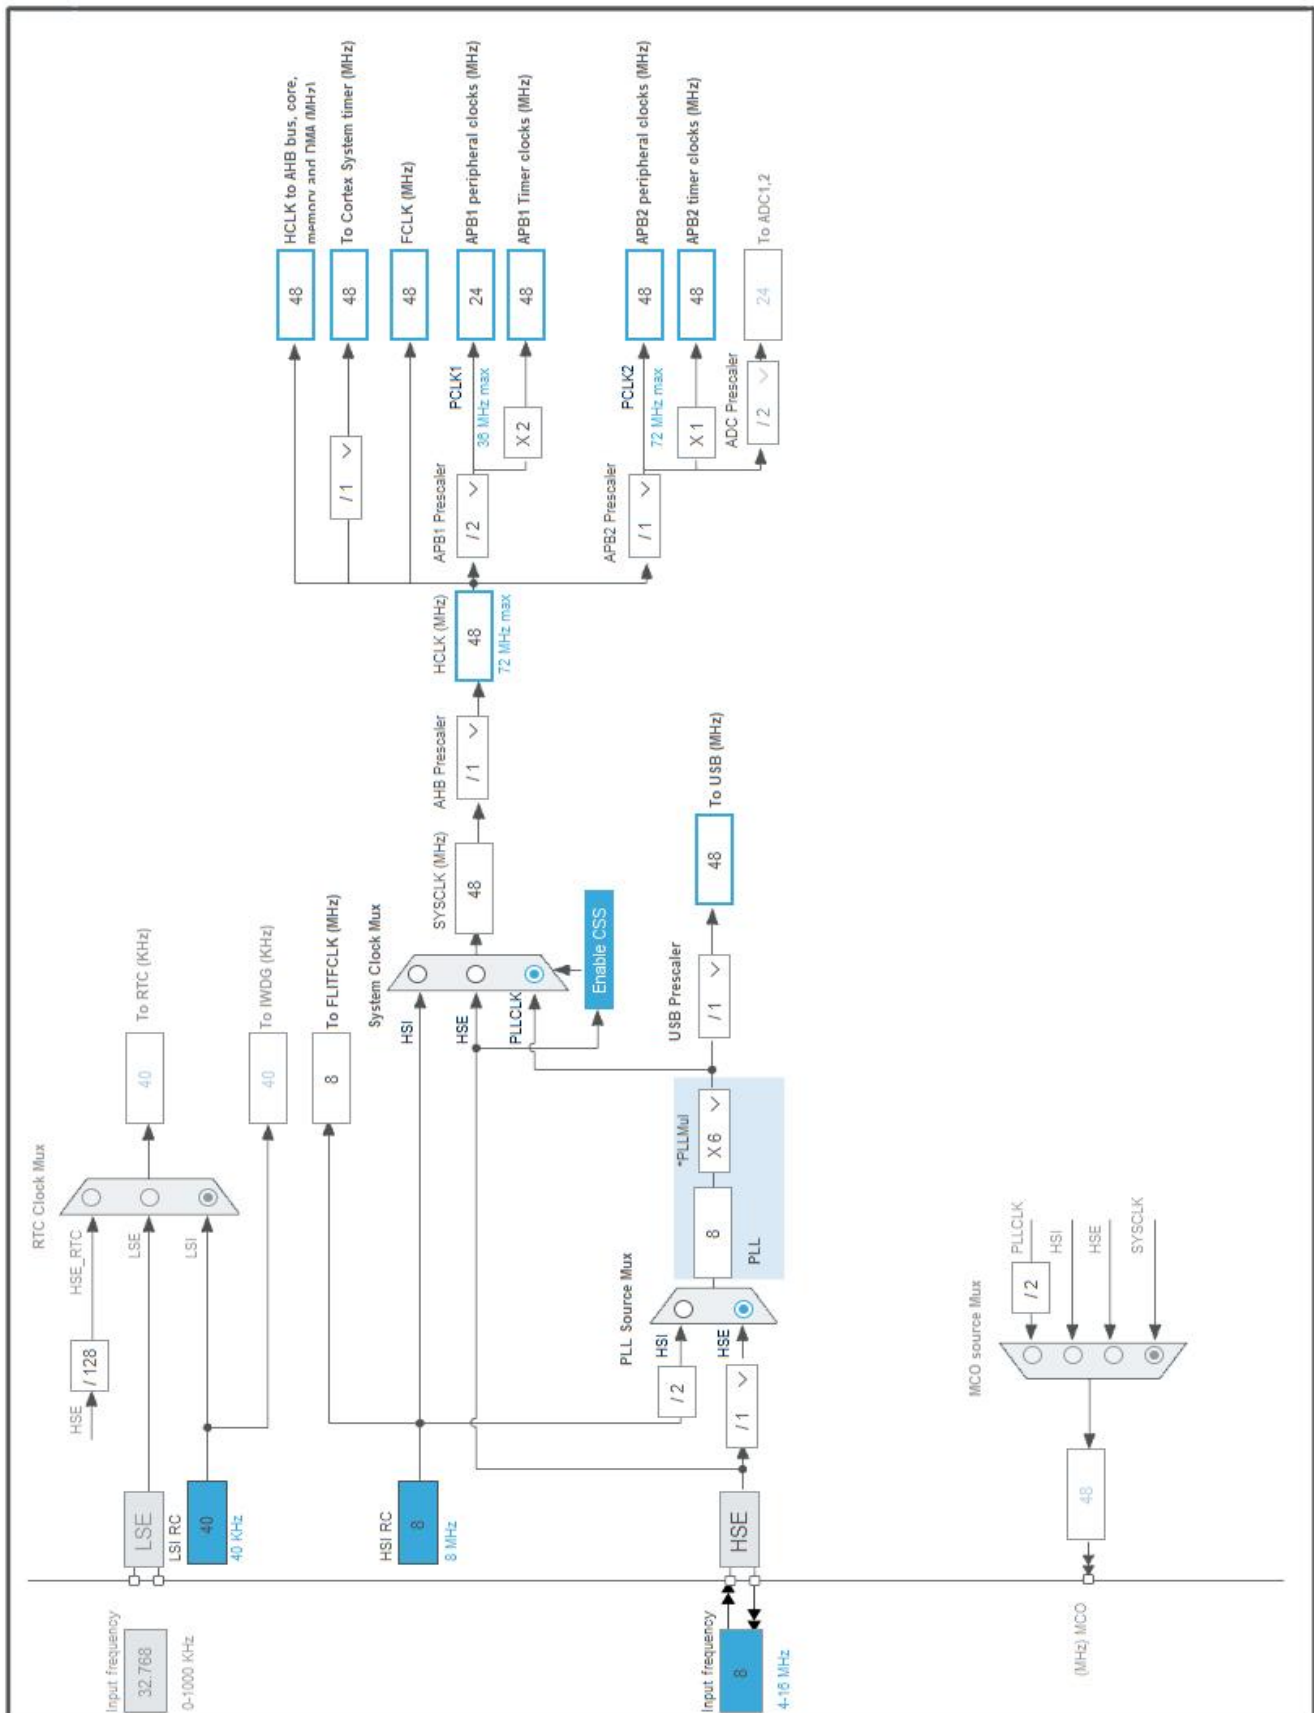 RTC Clock Mux
HSE
/ 128
HSE_RTC
Input frequency
32.768
0-1000 KHz
LSE
LSE
40
To RTC (KHz)
LSI RC
40
40 KHz
LSI
40
To IWDG (KHz)
8
To FLITFCLK (MHz)
HSI RC
8
8 MHz
System Clock Mux
HSI
HSE
PLLCLK
Enable CSS
SYSCLK (MHz)
48
AHB Prescaler
/ 1
HCLK (MHz)
48
72 MHz max
48
HCLK to AHB bus, core,
memory and DMA (MHz)
/ 1
48
To Cortex System timer (MHz)
48
FCLK (MHz)
APB1 Prescaler
/ 2
PCLK1
36 MHz max
24
APB1 peripheral clocks (MHz)
X 2
48
APB1 Timer clocks (MHz)
APB2 Prescaler
/ 1
PCLK2
72 MHz max
48
APB2 peripheral clocks (MHz)
X 1
48
APB2 timer clocks (MHz)
ADC Prescaler
/ 2
24
To ADC1,2
PLL Source Mux
/ 2
HSI
Input frequency
8
4-16 MHz
HSE
/ 1
HSE
8
*PLLMul
X 6
PLL
USB Prescaler
/ 1
48
To USB (MHz)
MCO source Mux
/ 2
PLLCLK
HSI
HSE
SYSCLK
48
(MHz) MCO